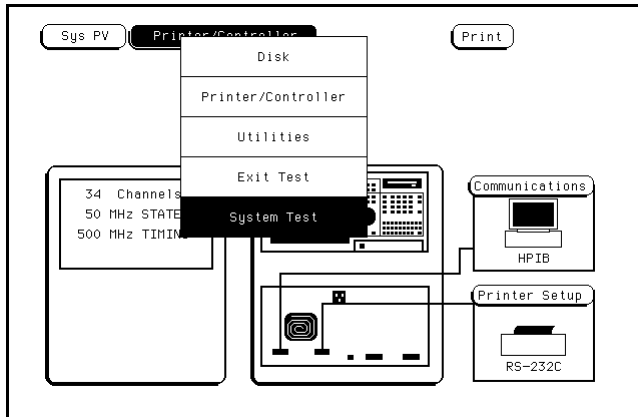 Sys PV
Printer/Controller
Print
Disk
Printer/Controller
Utilities
Exit Test
System Test
34 Channels
50 MHz STATE
500 MHz TIMING
Communications
HPIB
Printer Setup
RS-232C